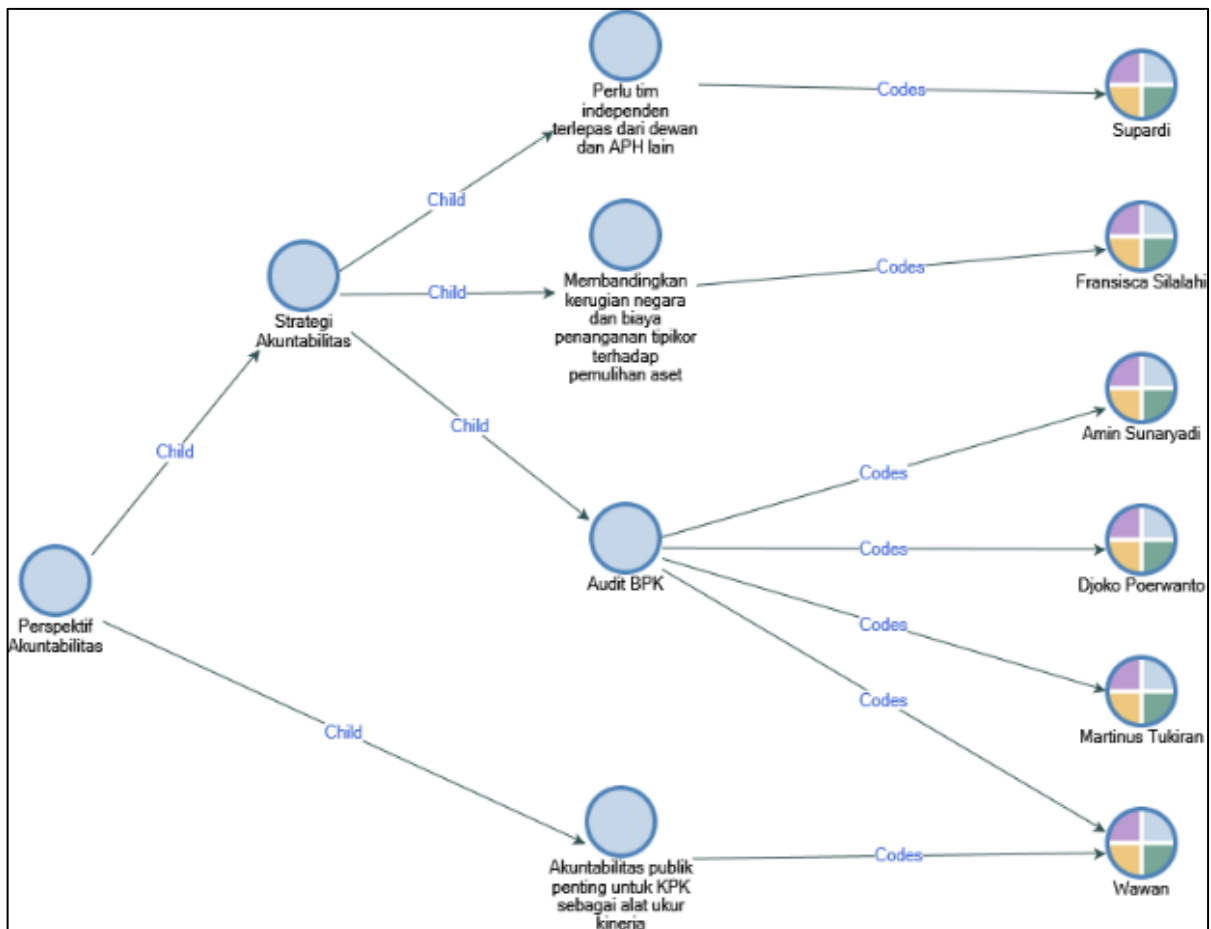 Perlu tim
independen
terlepas dari dewan
dan APH lain
Codes
Supardi
Child
Strategi
Akuntabilitas
Child
Membandingkan
kerugian negara
dan biaya
penanganan tipikor
terhadap
pemulihan aset
Codes
Fransisca Silalahi
Child
Audit BPK
Codes
Amin Sunaryadi
Codes
Djoko Poerwanto
Codes
Martinus Tukiran
Codes
Child
Perspektif
Akuntabilitas
Child
Akuntabilitas publik
penting untuk KPK
sebagai alat ukur
kinerja
Codes
Wawan